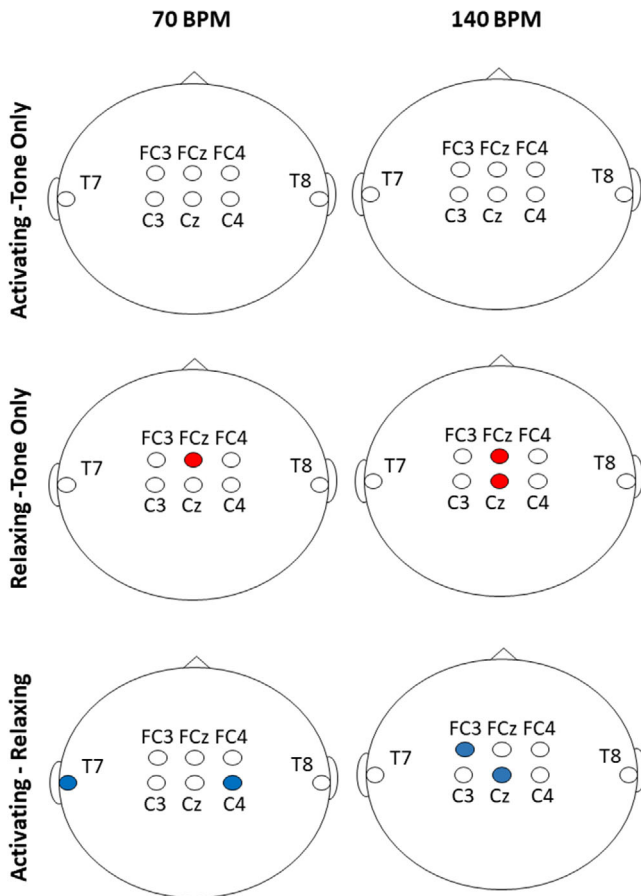 70 BPM 140 BPM
Activating -Tone Only
FC3 FCz FC4 FC3 FCz FC4
T7 T8 T7 T8
C3 Cz C4 C3 Cz C4
Relaxing -Tone Only
FC3 FCz FC4 FC3 FCz FC4
T7 T8 T7 T8
C3 Cz C4 C3 Cz C4
Activating - Relaxing
FC3 FCz FC4 FC3 FCz FC4
T7 T8 T7 T8
C3 Cz C4 C3 Cz C4